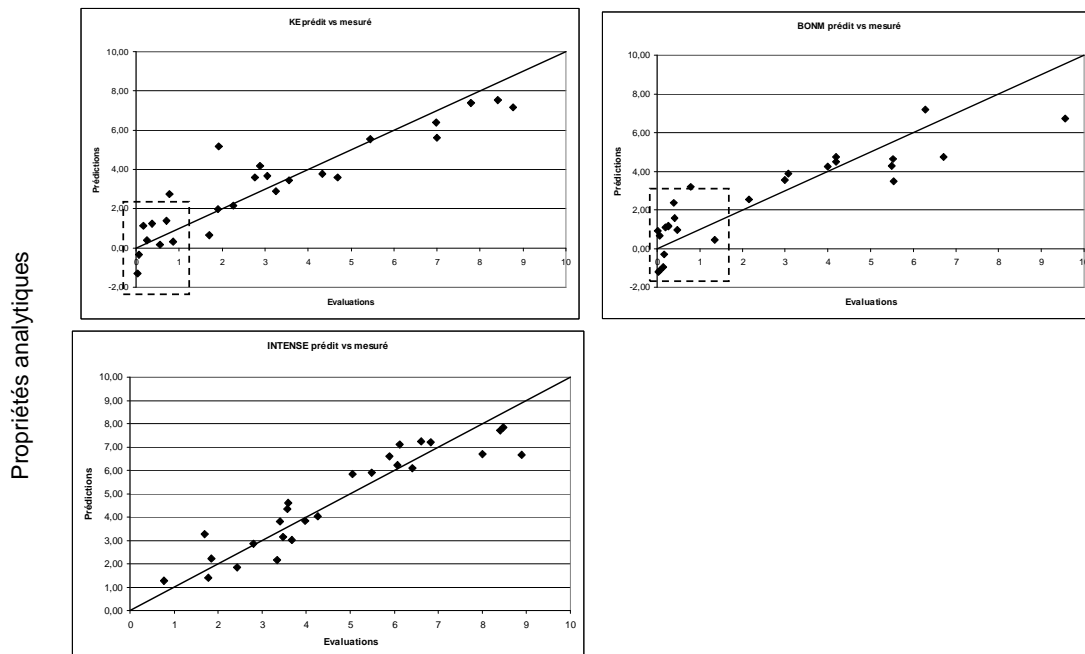 Propriétés analytiques
KE prédit vs mesuré
10,00
8,00
6,00
4,00
2,00
0,00
-2,00
0 1 2 3 4 5 6 7 8 9 10
Prédictions
Evaluations
BONM prédit vs mesuré
10,00
8,00
6,00
4,00
2,00
0,00
-2,00
0 1 2 3 4 5 6 7 8 9 10
Prédictions
Evaluations
INTENSE prédit vs mesuré
10,00
9,00
8,00
7,00
6,00
5,00
4,00
3,00
2,00
1,00
0,00
0 1 2 3 4 5 6 7 8 9 10
Prédictions
Evaluations